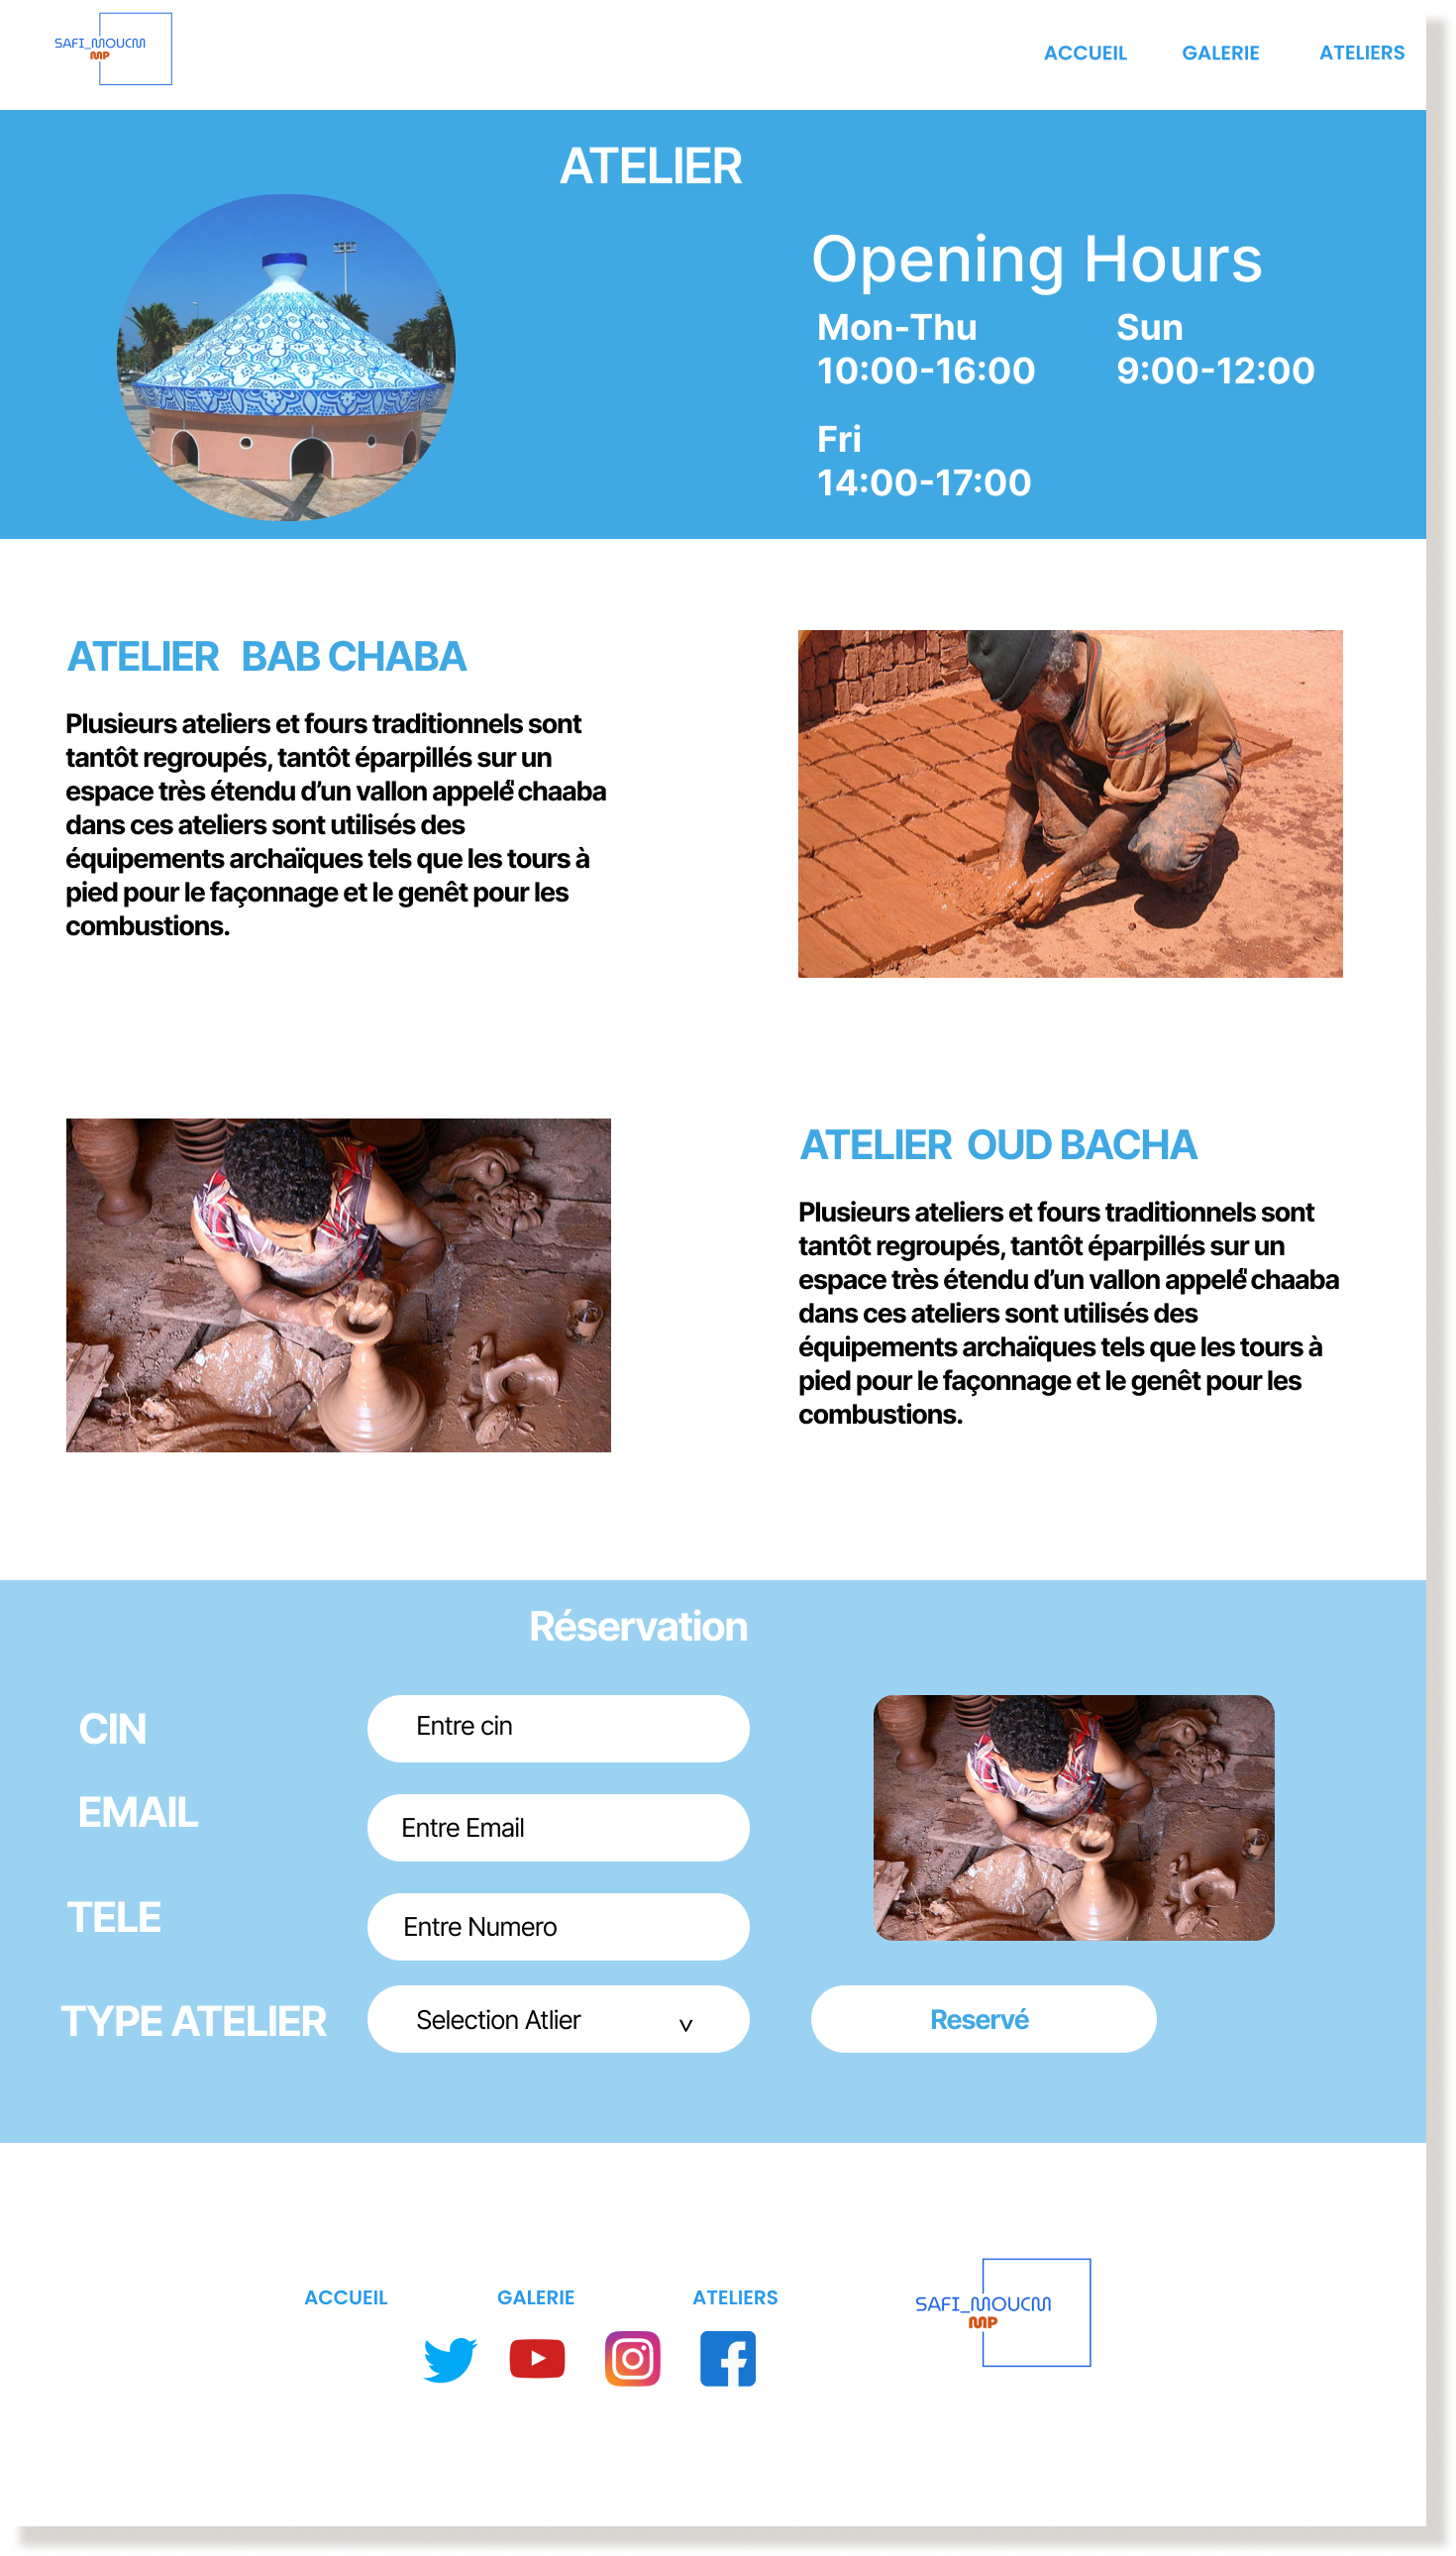 SAFI_MOUCM
MP
ACCUEIL GALERIE ATELIERS
ATELIER
Opening Hours
Mon-Thu
10:00-16:00
Sun
9:00-12:00
Fri
14:00-17:00
ATELIER BAB CHABA
Plusieurs ateliers et fours traditionnels sont
tantôt regroupés, tantôt éparpillés sur un
espace très étendu d’un vallon appelé" chaaba
dans ces ateliers sont utilisés des
équipements archaïques tels que les tours à
pied pour le façonnage et le genêt pour les
combustions.
ATELIER OUD BACHA
Plusieurs ateliers et fours traditionnels sont
tantôt regroupés, tantôt éparpillés sur un
espace très étendu d’un vallon appelé" chaaba
dans ces ateliers sont utilisés des
équipements archaïques tels que les tours à
pied pour le façonnage et le genêt pour les
combustions.
Réservation
CIN
Entre cin
EMAIL
Entre Email
TELE
Entre Numero
TYPE ATELIER
Selection Atlier
Reservé
ACCUEIL GALERIE ATELIERS
SAFI_MOUCM
MP